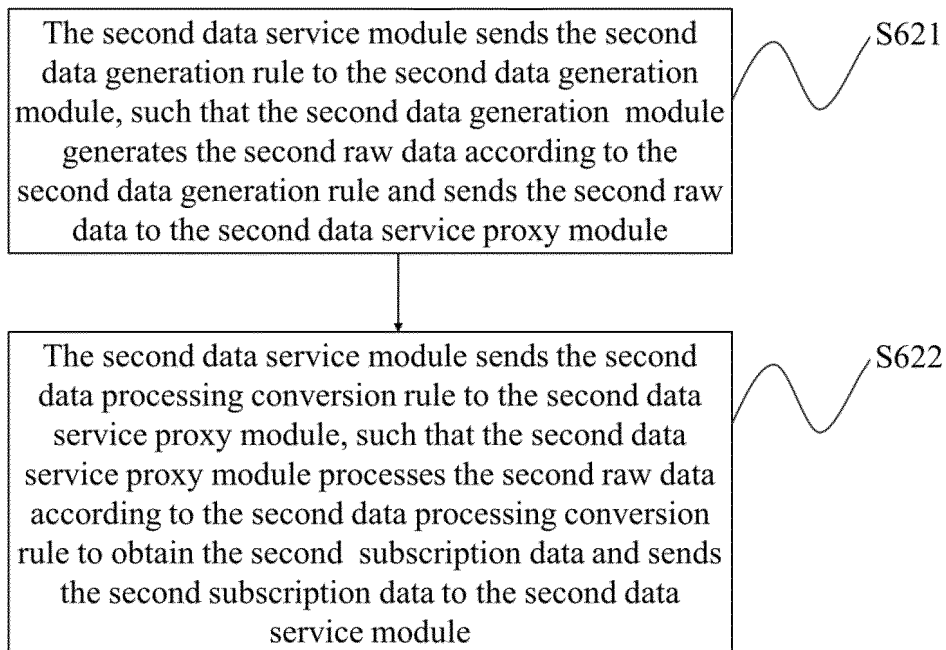 The second data service module sends the second
data generation rule to the second data generation
module, such that the second data generation module
generates the second raw data according to the
second data generation rule and sends the second raw
data to the second data service proxy module
S621
The second data service module sends the second
data processing conversion rule to the second data
service proxy module, such that the second data
service proxy module processes the second raw data
according to the second data processing conversion
rule to obtain the second subscription data and sends
the second subscription data to the second data
service module
S622